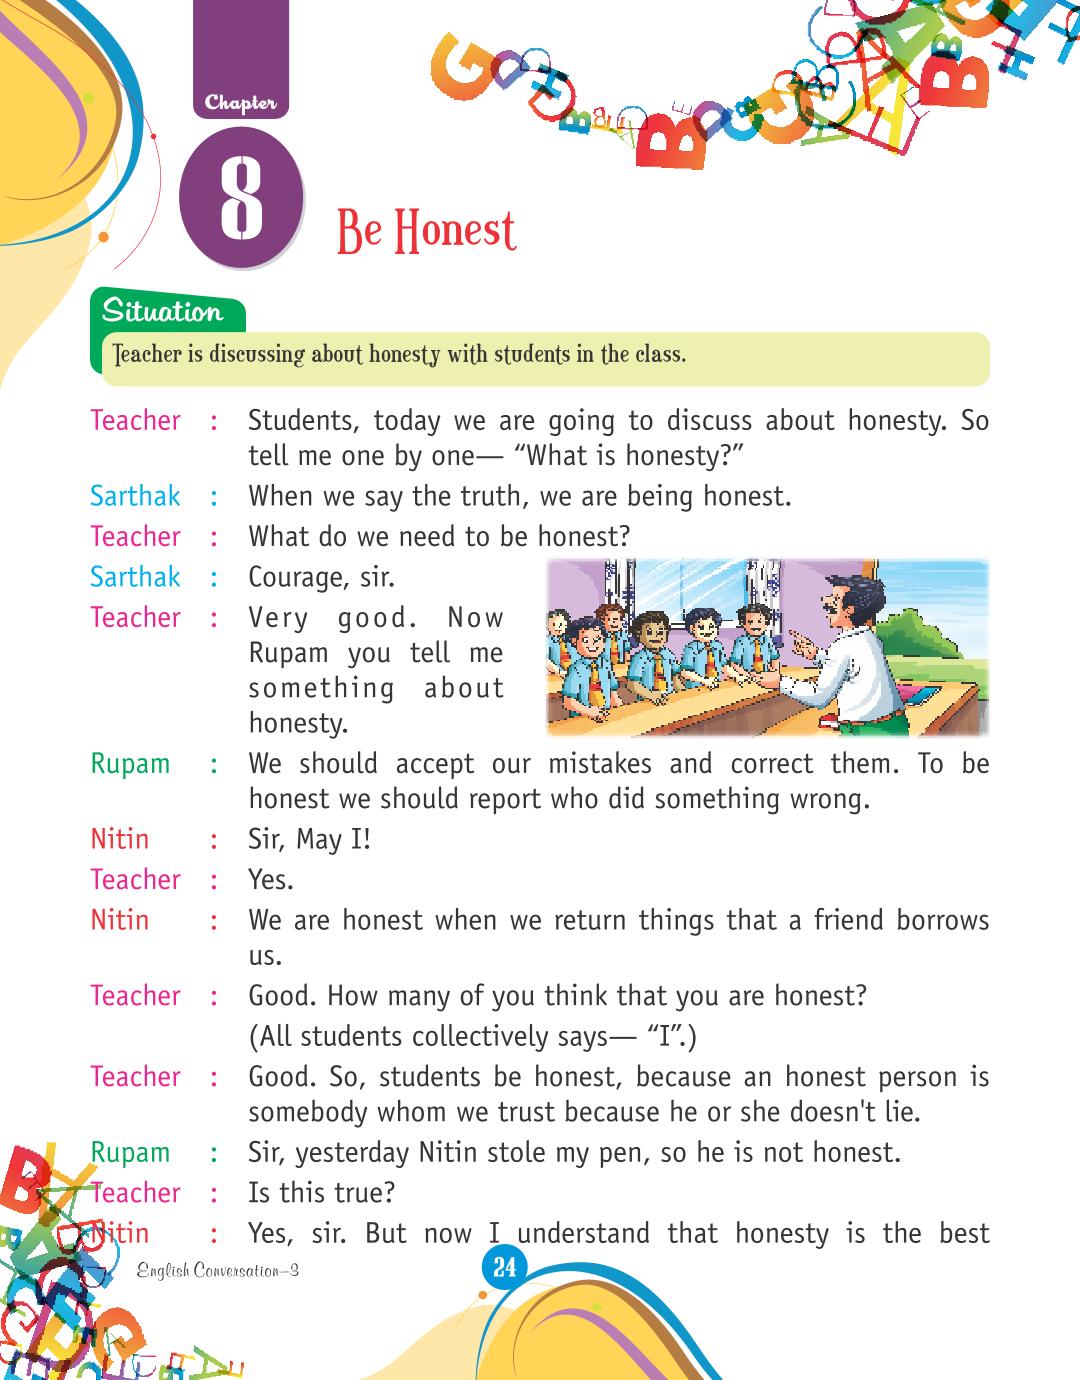 Chapter
8
Be Honest
Situation
Teacher is discussing about honesty with students in the class.
Teacher : Students, today we are going to discuss about honesty. So
tell me one by one— “What is honesty?”
Sarthak : When we say the truth, we are being honest.
Teacher : What do we need to be honest?
Sarthak : Courage, sir.
Teacher : Very good. Now
Rupam you tell me
something about
honesty.
Rupam : We should accept our mistakes and correct them. To be
honest we should report who did something wrong.
Nitin : Sir, May I!
Teacher : Yes.
Nitin : We are honest when we return things that a friend borrows
us.
Teacher : Good. How many of you think that you are honest?
(All students collectively says— “I”.)
Teacher : Good. So, students be honest, because an honest person is
somebody whom we trust because he or she doesn't lie.
Rupam : Sir, yesterday Nitin stole my pen, so he is not honest.
Teacher : Is this true?
Nitin : Yes, sir. But now I understand that honesty is the best
English Conversation–3
24